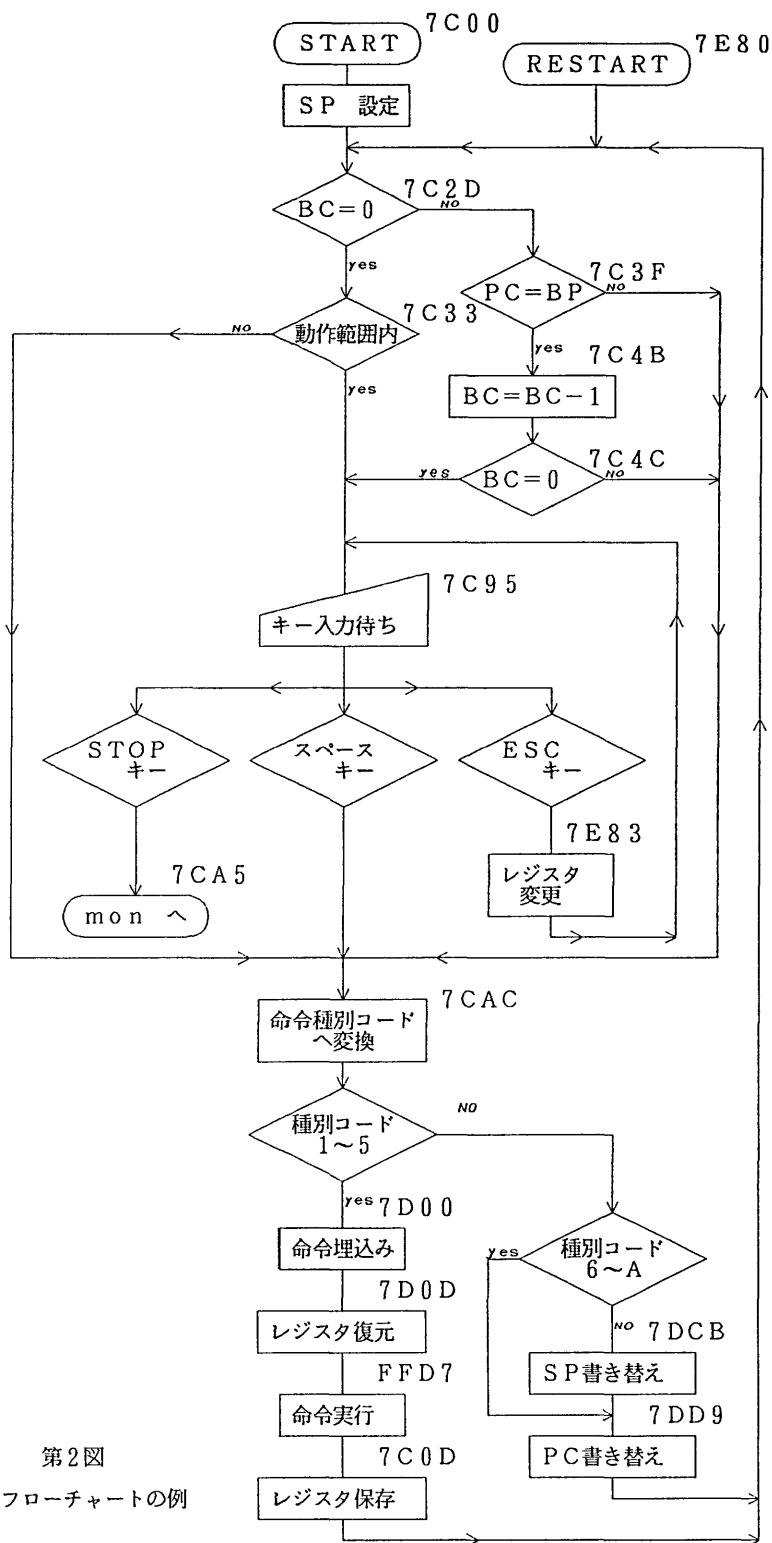 START
7C00
RESTART
7E80
SP 設定
BC=0
7C2D
NO
yes
PC=BP
7C3F
NO
yes
動作範囲内
7C33
NO
yes
7C4B
BC=BC-1
BC=0
7C4C
yes
NO
7C95
キー入力待ち
STOP
キー
スペース
キー
ESC
キー
7E83
レジスタ
変更
7CA5
mon へ
7CAC
命令種別コード
へ変換
種別コード
1〜5
NO
yes
7D00
命令埋込み
種別コード
6〜A
yes
NO
7D0D
レジスタ復元
7DCB
SP書き替え
FFD7
命令実行
7DD9
PC書き替え
7C0D
レジスタ保存
第2図
フローチャートの例